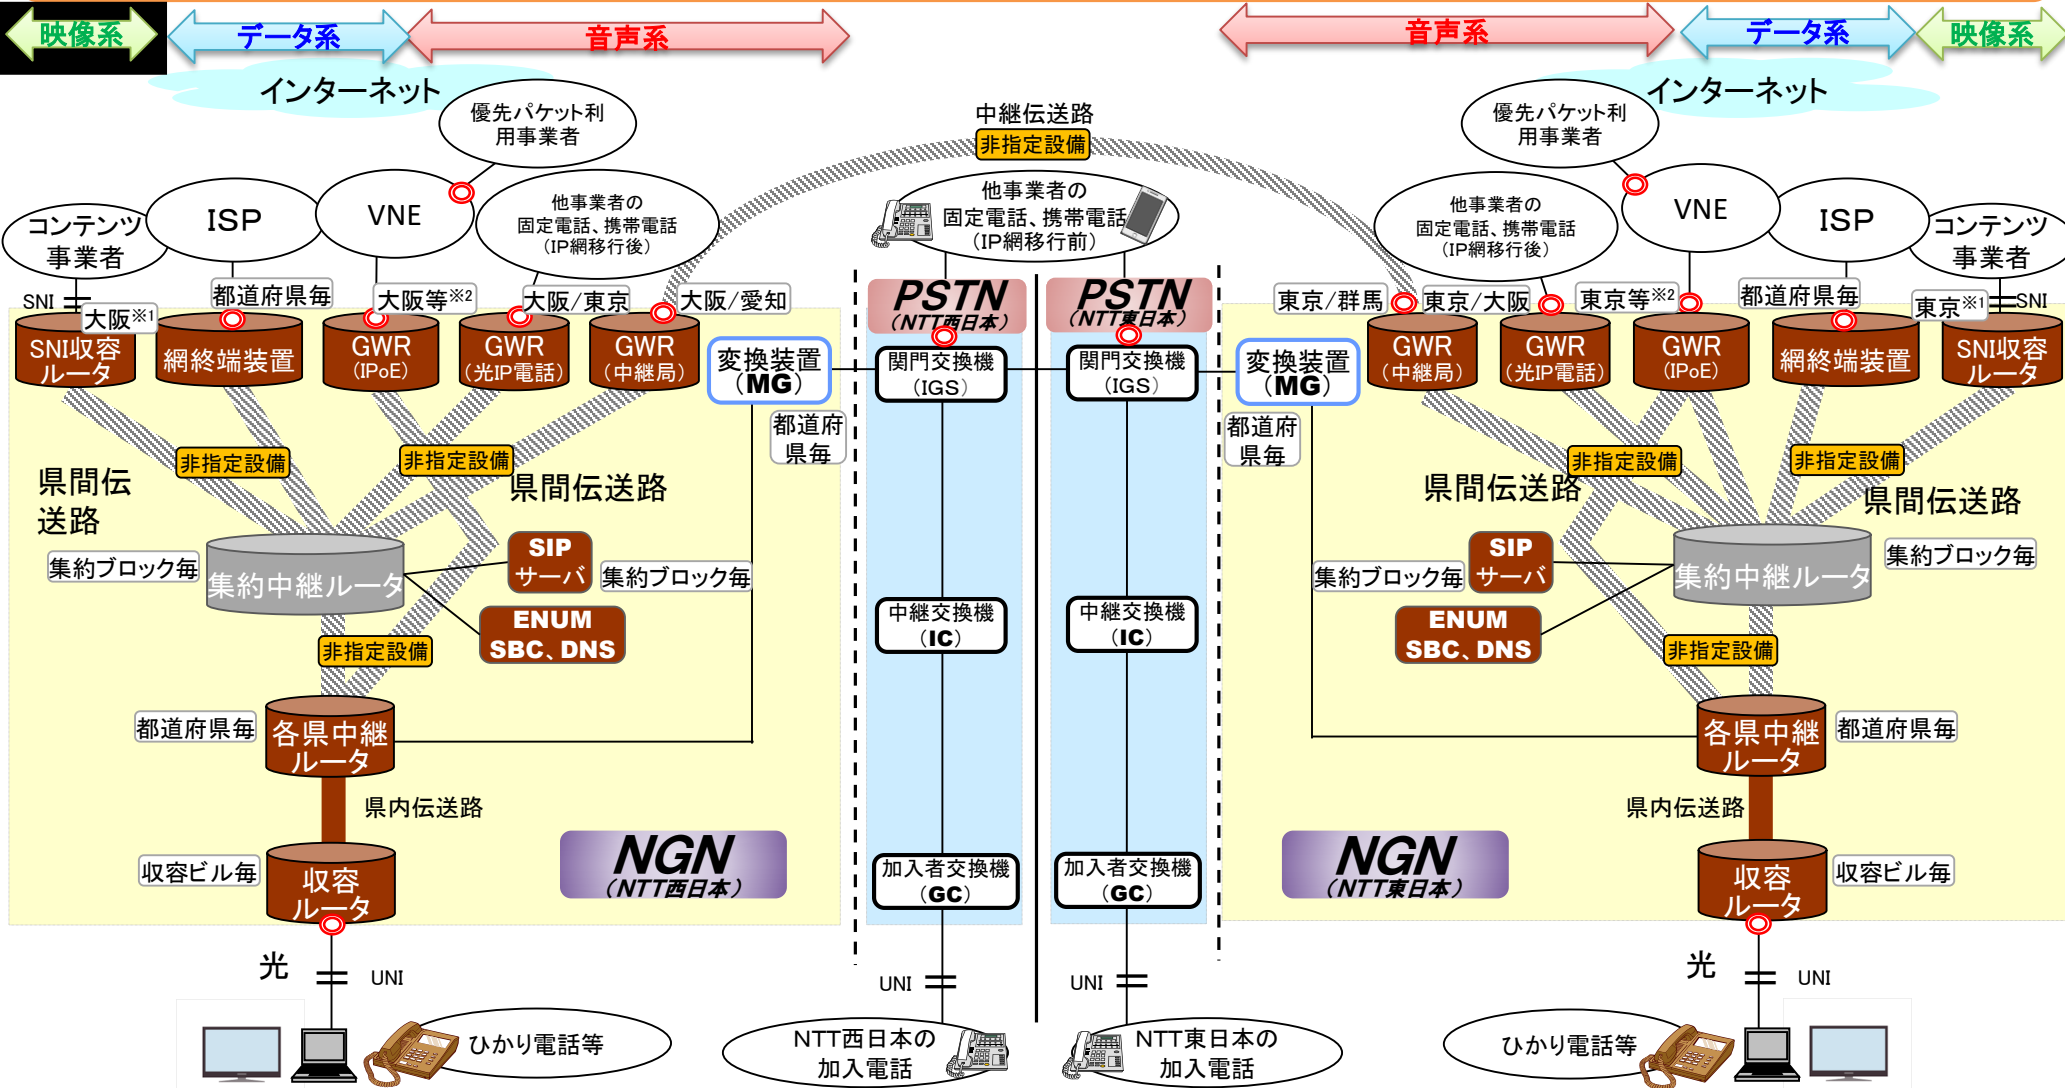 映像系
データ系
音声系
音声系
データ系
映像系
インターネット
インターネット
優先パケット利
用事業者
中継伝送路
非指定設備
優先パケット利
用事業者
コンテンツ
事業者
ISP
VNE
他事業者の
固定電話、携帯電話
(IP網移行後)
他事業者の
固定電話、携帯電話
(IP網移行前)
他事業者の
固定電話、携帯電話
(IP網移行後)
VNE
ISP
コンテンツ
事業者
SNI
大阪※1
都道府県毎
大阪等※2
大阪/東京
大阪/愛知
PSTN
(NTT西日本)
PSTN
(NTT東日本)
東京/群馬
東京/大阪
東京等※2
都道府県毎
東京※1
SNI
SNI収容
ルータ
網終端装置
GWR
(IPoE)
GWR
(光IP電話)
GWR
(中継局)
変換装置
(MG)
関門交換機
(IGS)
関門交換機
(IGS)
変換装置
(MG)
GWR
(中継局)
GWR
(光IP電話)
GWR
(IPoE)
網終端装置
SNI収容
ルータ
都道府
県毎
都道府
県毎
非指定設備
非指定設備
非指定設備
非指定設備
県間伝
送路
県間伝送路
県間伝送路
県間伝送路
集約ブロック毎
集約中継ルータ
SIP
サーバ
集約ブロック毎
集約ブロック毎
SIP
サーバ
集約中継ルータ
集約ブロック毎
ENUM
SBC、DNS
中継交換機
(IC)
中継交換機
(IC)
ENUM
SBC、DNS
非指定設備
非指定設備
都道府県毎
各県中継
ルータ
各県中継
ルータ
都道府県毎
県内伝送路
県内伝送路
収容ビル毎
収容
ルータ
NGN
(NTT西日本)
加入者交換機
(GC)
加入者交換機
(GC)
NGN
(NTT東日本)
収容
ルータ
収容ビル毎
光
UNI
UNI
UNI
光
UNI
ひかり電話等
NTT西日本の
加入電話
NTT東日本の
加入電話
ひかり電話等